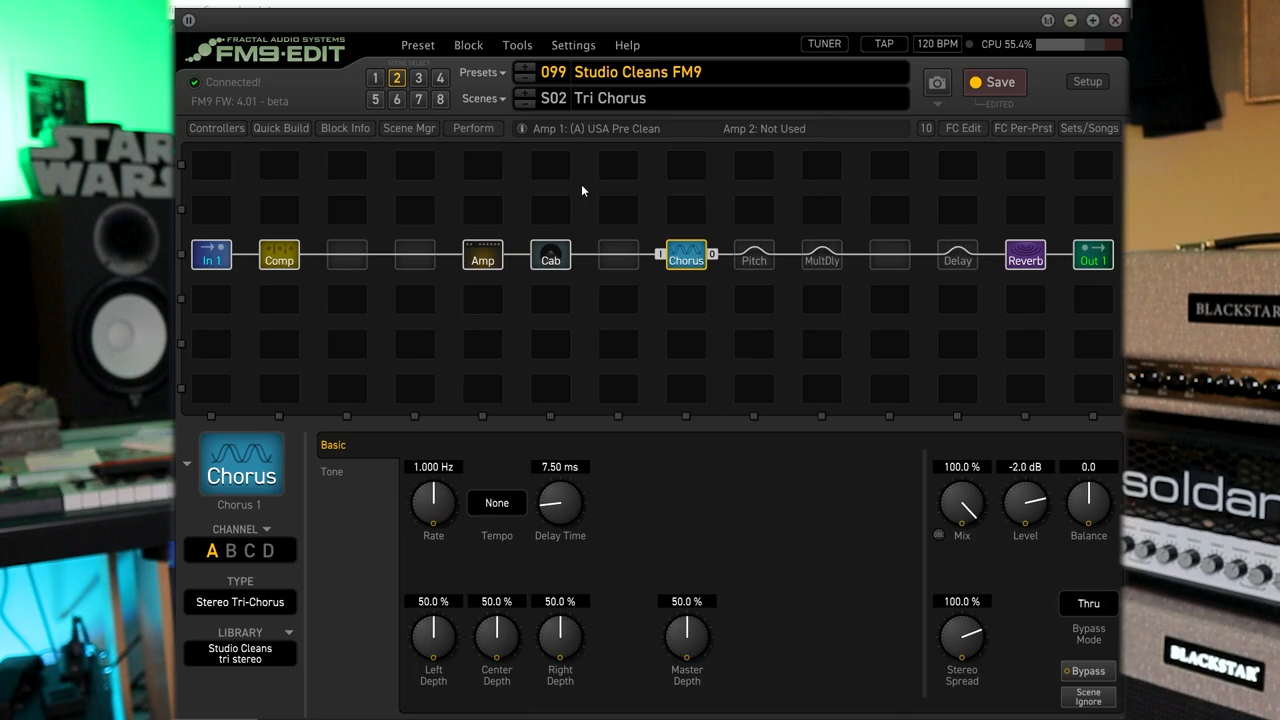 FRACTAL AUDIO SYSTEMS
FM9·EDIT
Preset Block Tools Settings Help
TUNER TAP 120 BPM CPU 55.4%
Connected!
FM9 FW: 4.01 - beta
SCENE SELECT
1 2 3 4
5 6 7 8
Presets 099 Studio Cleans FM9
Scenes S02 Tri Chorus
Save
EDITED
Setup
Controllers Quick Build Block Info Scene Mgr Perform
Amp 1: (A) USA Pre Clean Amp 2: Not Used
10 FC Edit FC Per-Prst Sets/Songs
In 1 Comp Amp Cab I Chorus O Pitch MultDly Delay Reverb Out 1
Chorus
Chorus 1
CHANNEL
A B C D
TYPE
Stereo Tri-Chorus
LIBRARY
Studio Cleans
tri stereo
Basic
Tone
1.000 Hz 7.50 ms 100.0 % -2.0 dB 0.0
None
Rate Tempo Delay Time Mix Level Balance
50.0 % 50.0 % 50.0 % 50.0 % 100.0 % Thru
Left Depth Center Depth Right Depth Master Depth Stereo Spread
Bypass Mode
Bypass
Scene Ignore
STAR
WARS
BLACKSTAR
soldan
BLACKSTAR